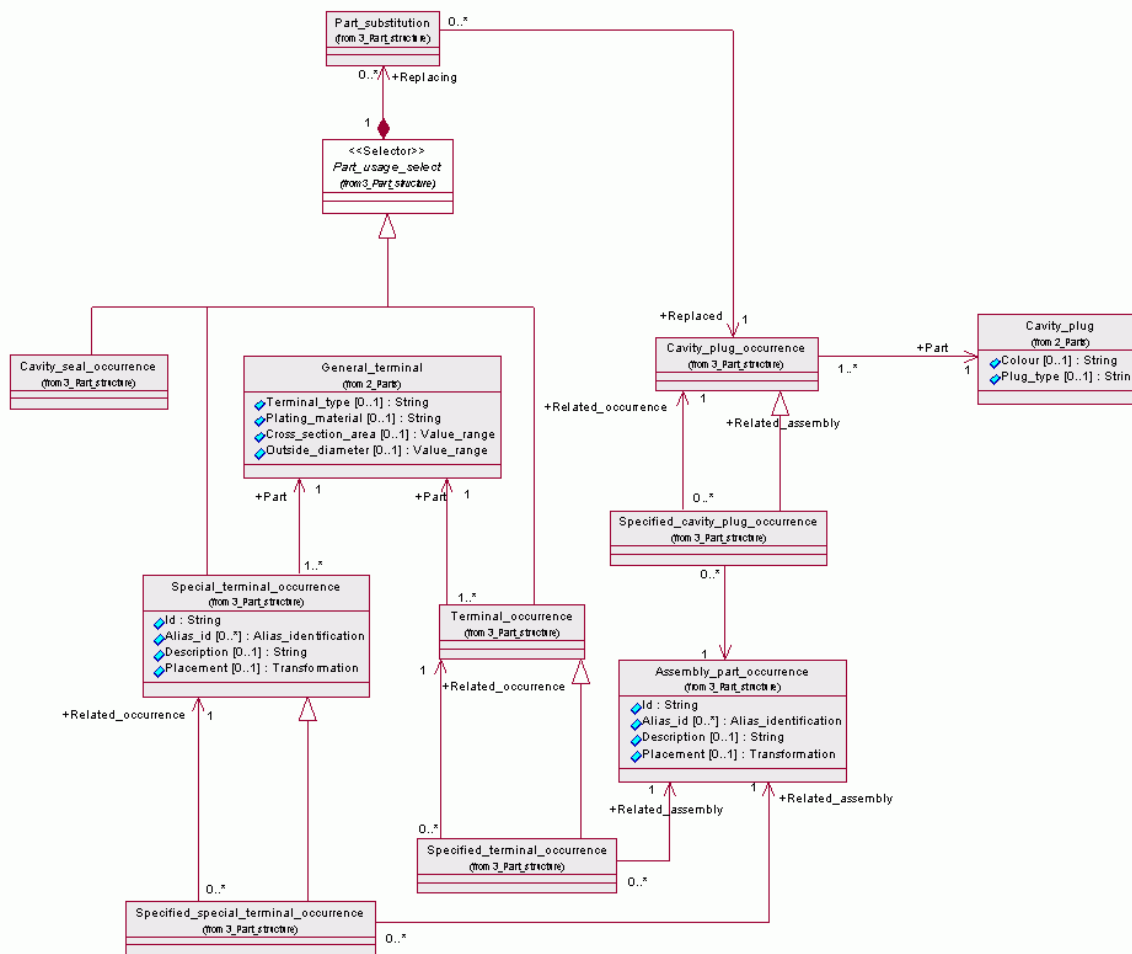 Part_substitution
(from 3_Part_structure)
0..*
0..*
+Replacing
1
<<Selector>>
Part_usage_select
(from 3_Part_structure)
+Replaced
1
Cavity_seal_occurrence
(from 3_Part_structure)
General_terminal
(from 2_Parts)
Terminal_type [0..1] : String
Plating_material [0..1] : String
Cross_section_area [0..1] : Value_range
Outside_diameter [0..1] : Value_range
Cavity_plug_occurrence
(from 3_Part_structure)
+Part
1..*
1
Cavity_plug
(from 2_Parts)
Colour [0..1] : String
Plug_type [0..1] : String
+Related_occurrence
1
+Related_assembly
+Part
1
+Part
1
0..*
Specified_cavity_plug_occurrence
(from 3_Part_structure)
0..*
1..*
Special_terminal_occurrence
(from 3_Part_structure)
Id : String
Alias_id [0..*] : Alias_identification
Description [0..1] : String
Placement [0..1] : Transformation
1..*
Terminal_occurrence
(from 3_Part_structure)
1
Assembly_part_occurrence
(from 3_Part_structure)
Id : String
Alias_id [0..*] : Alias_identification
Description [0..1] : String
Placement [0..1] : Transformation
1
+Related_occurrence
+Related_occurrence
1
1
+Related_assembly
1
+Related_assembly
0..*
Specified_terminal_occurrence
(from 3_Part_structure)
0..*
0..*
Specified_special_terminal_occurrence
(from 3_Part_structure)
0..*